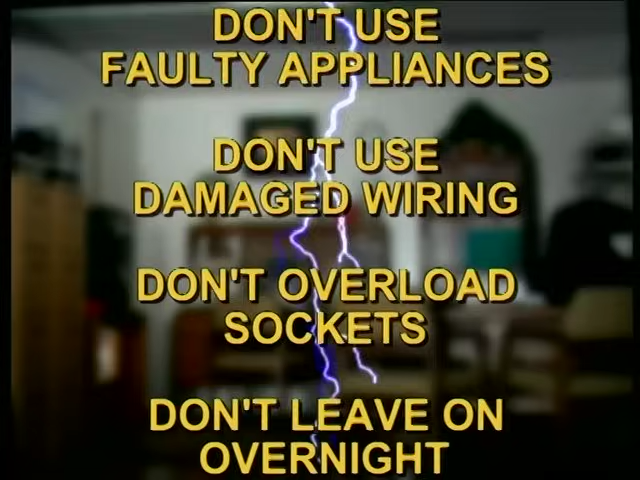 DON'T USE
FAULTY APPLIANCES
DON'T USE
DAMAGED WIRING
DON'T OVERLOAD
SOCKETS
DON'T LEAVE ON
OVERNIGHT